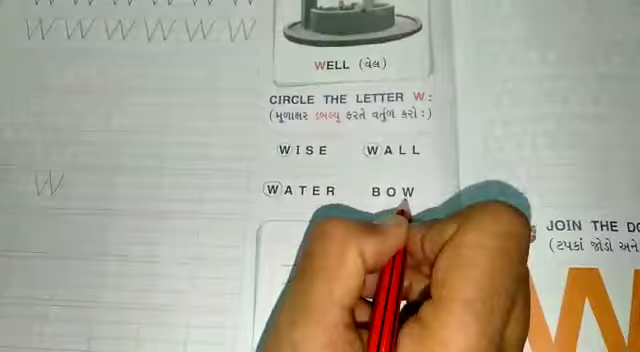 W W W W W W W
W W W W W W W
WELL (વેલ)
CIRCLE THE LETTER W:
(મૂળાક્ષર ડબલ્યુ ફરતે વર્તુળ કરો :)
WISE WALL
WATER BOW
W
JOIN THE DO
(ટપકાં જોડો અને
W